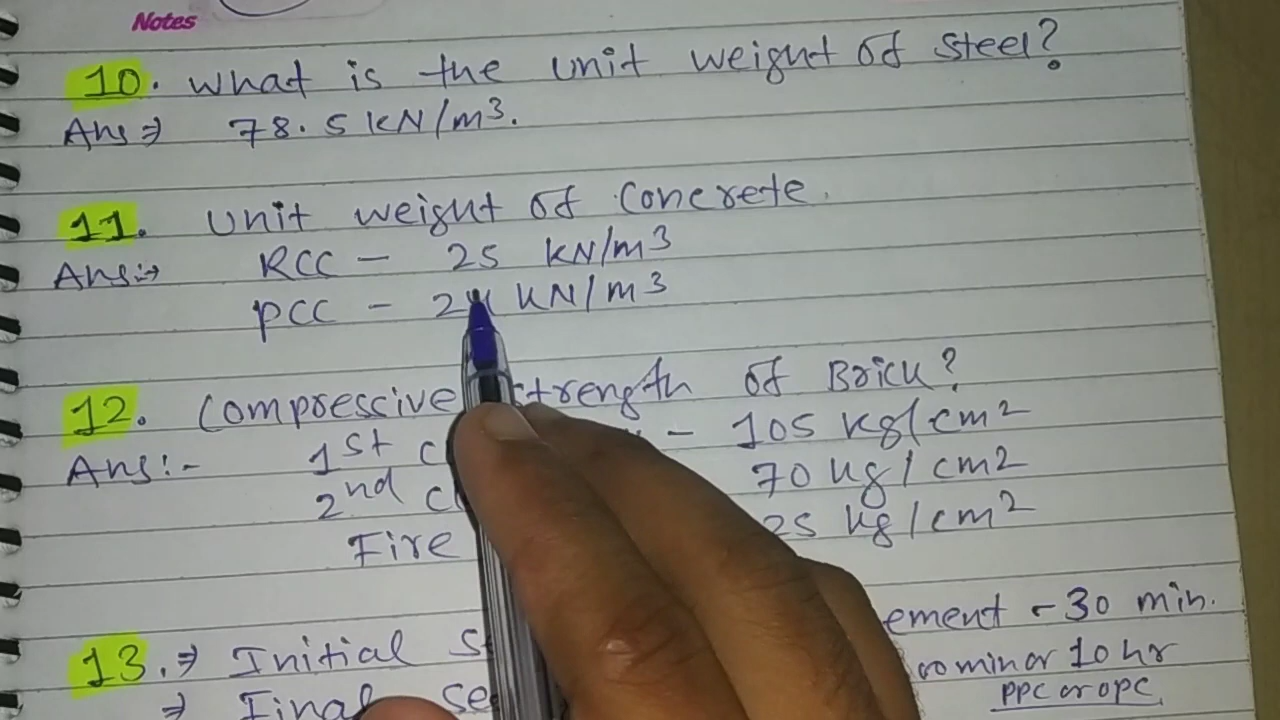 Notes
10. What is the unit weight of steel?
Ans ⇒ 78.5 KN/m3.
11. Unit weight of Concrete.
Ans:→ RCC - 25 KN/m3
PCC - 24 KN/m3
12. Compressive strength of Brick?
Ans:- 1st - 105 kg/cm2
2nd 70 kg/cm2
Fire 25 kg/cm2
13. ⇒ Initial - 30 min.
⇒ Final min or 10 hr
PPC or OPC